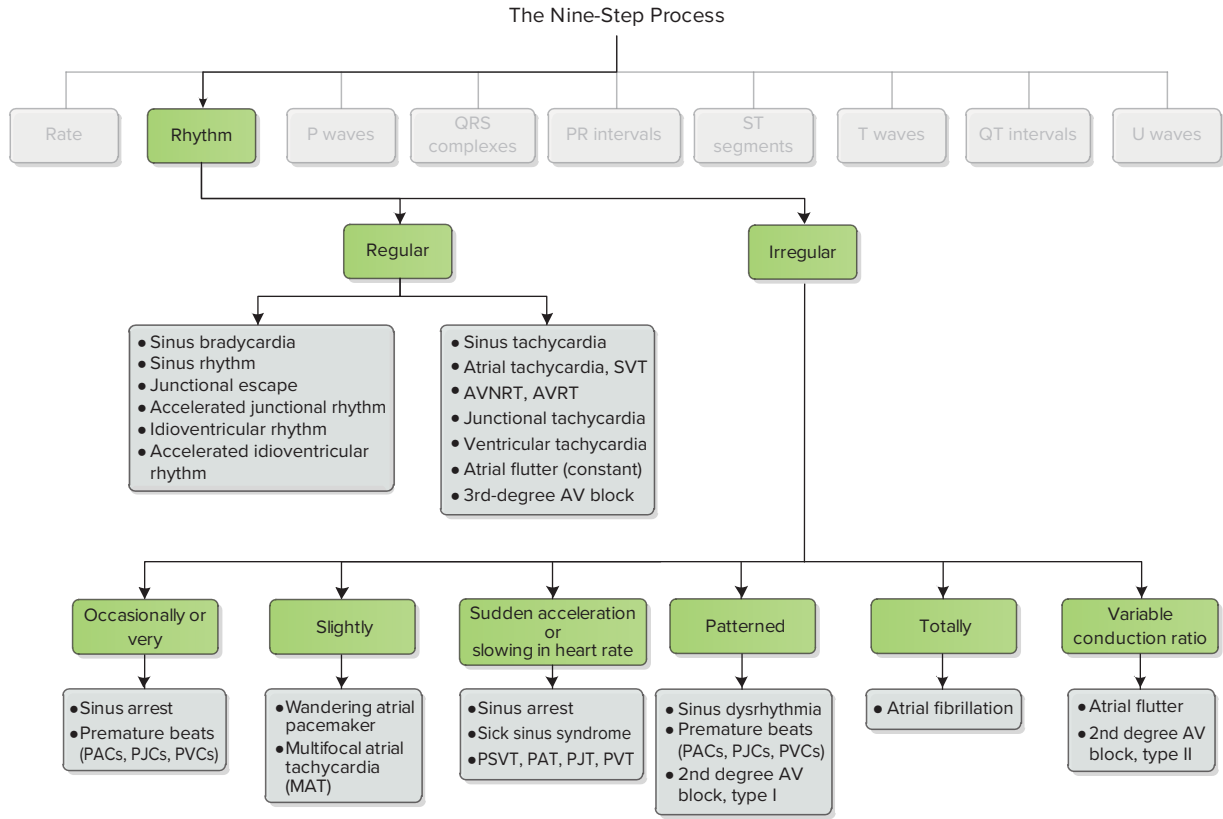 The Nine-Step Process
Rate
Rhythm
P waves
QRS
complexes
PR intervals
ST
segments
T waves
QT intervals
U waves
Regular
Irregular
● Sinus bradycardia
● Sinus rhythm
● Junctional escape
● Accelerated junctional rhythm
● Idioventricular rhythm
● Accelerated idioventricular
rhythm
● Sinus tachycardia
● Atrial tachycardia, SVT
● AVNRT, AVRT
● Junctional tachycardia
● Ventricular tachycardia
● Atrial flutter (constant)
● 3rd-degree AV block
Occasionally or
very
Slightly
Sudden acceleration
or
slowing in heart rate
Patterned
Totally
Variable
conduction ratio
● Sinus arrest
● Premature beats
(PACs, PJCs, PVCs)
● Wandering atrial
pacemaker
● Multifocal atrial
tachycardia
(MAT)
● Sinus arrest
● Sick sinus syndrome
● PSVT, PAT, PJT, PVT
● Sinus dysrhythmia
● Premature beats
(PACs, PJCs, PVCs)
● 2nd degree AV
block, type I
● Atrial fibrillation
● Atrial flutter
● 2nd degree AV
block, type II